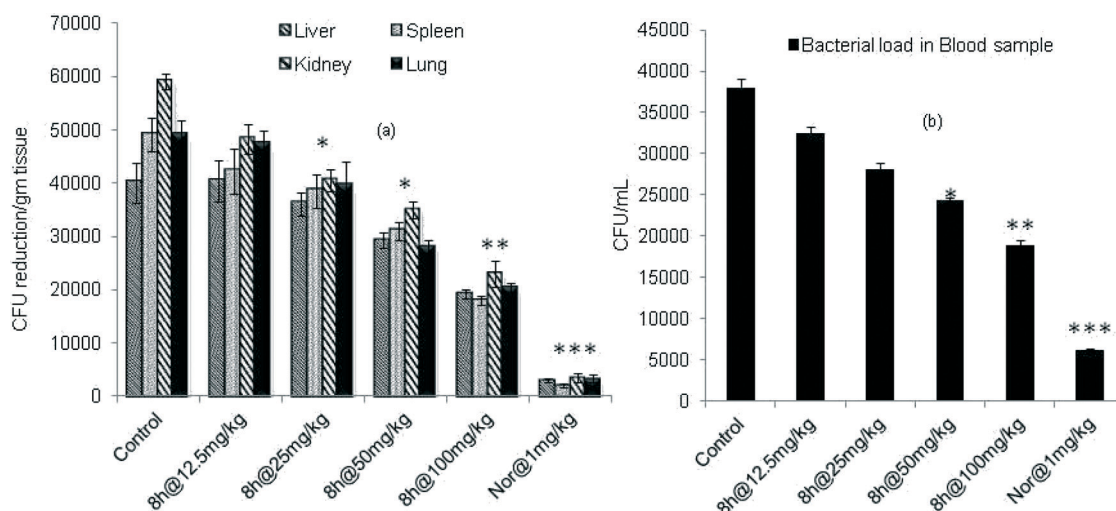 70000
60000
50000
40000
30000
20000
10000
0
CFU reduction/gm tissue
Liver Spleen
Kidney Lung
(a)
*
*
**
***
Control
8h@12.5mg/kg
8h@25mg/kg
8h@50mg/kg
8h@100mg/kg
Nor@1mg/kg
45000
40000
35000
30000
25000
20000
15000
10000
5000
0
CFU/mL
Bacterial load in Blood sample
(b)
*
**
***
Control
8h@12.5mg/kg
8h@25mg/kg
8h@50mg/kg
8h@100mg/kg
Nor@1mg/kg